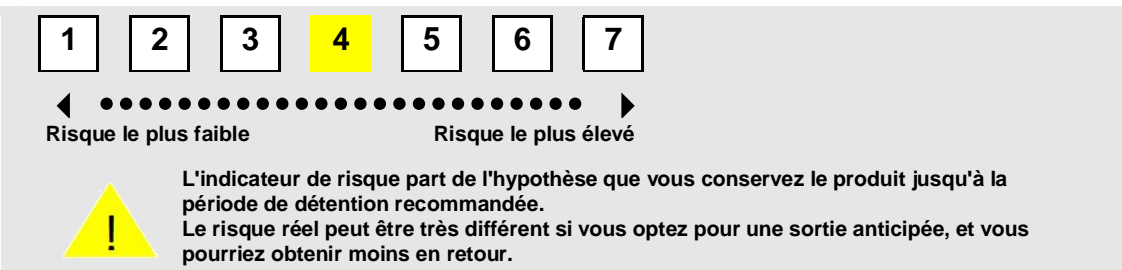 1 2 3 4 5 6 7
Risque le plus faible Risque le plus élevé
L'indicateur de risque part de l'hypothèse que vous conservez le produit jusqu'à la
période de détention recommandée.
Le risque réel peut être très différent si vous optez pour une sortie anticipée, et vous
pourriez obtenir moins en retour.
!